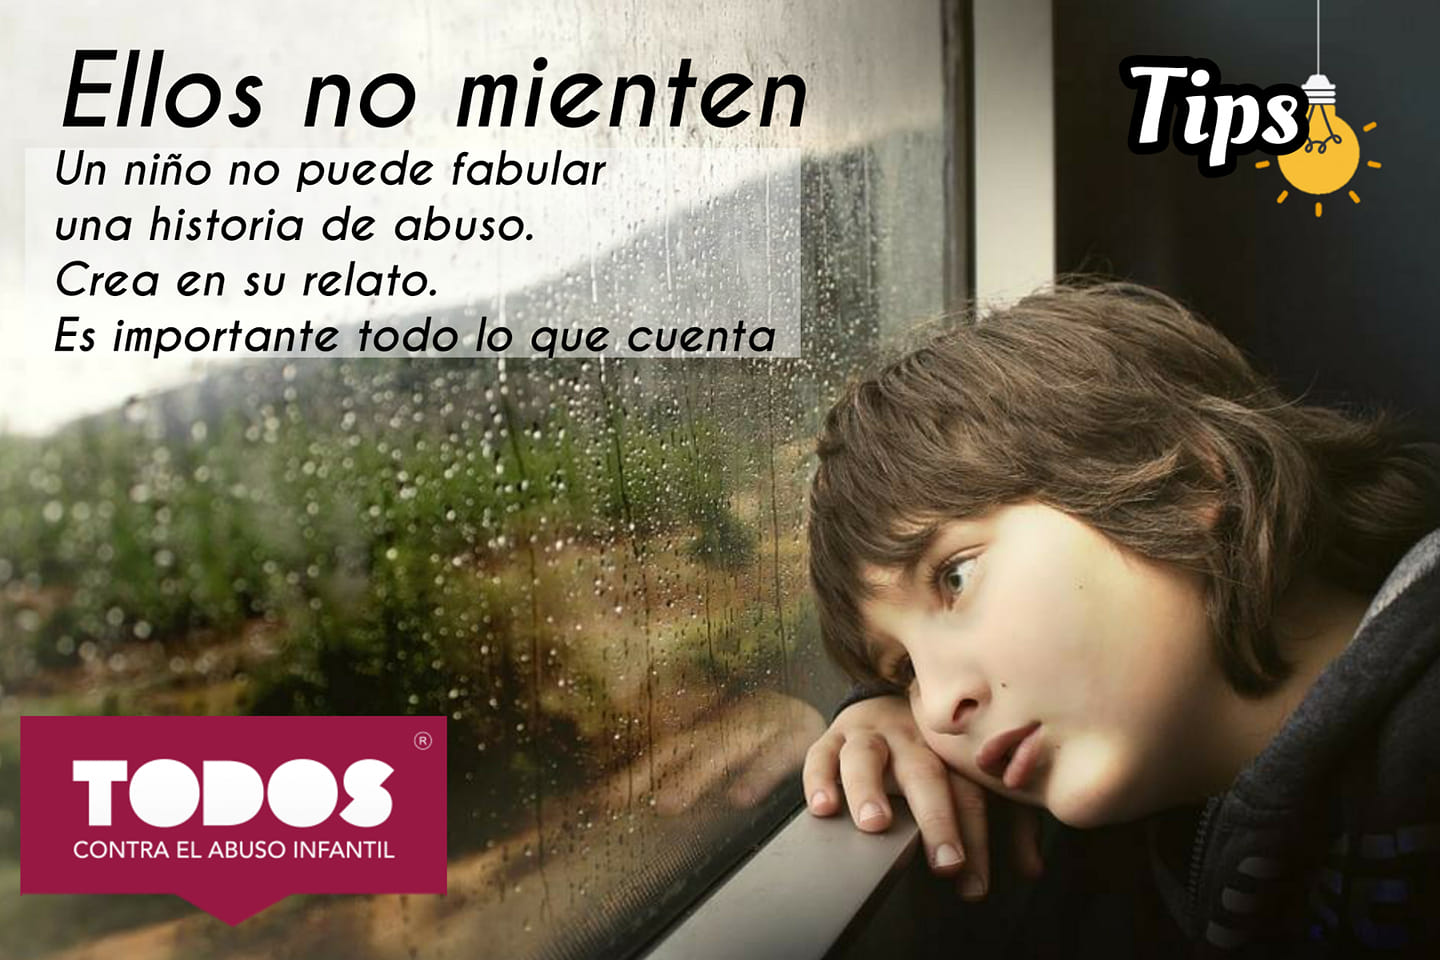 Ellos no mienten
Un niño no puede fabular
una historia de abuso.
Crea en su relato.
Es importante todo lo que cuenta
Tips
TODOS ®
CONTRA EL ABUSO INFANTIL